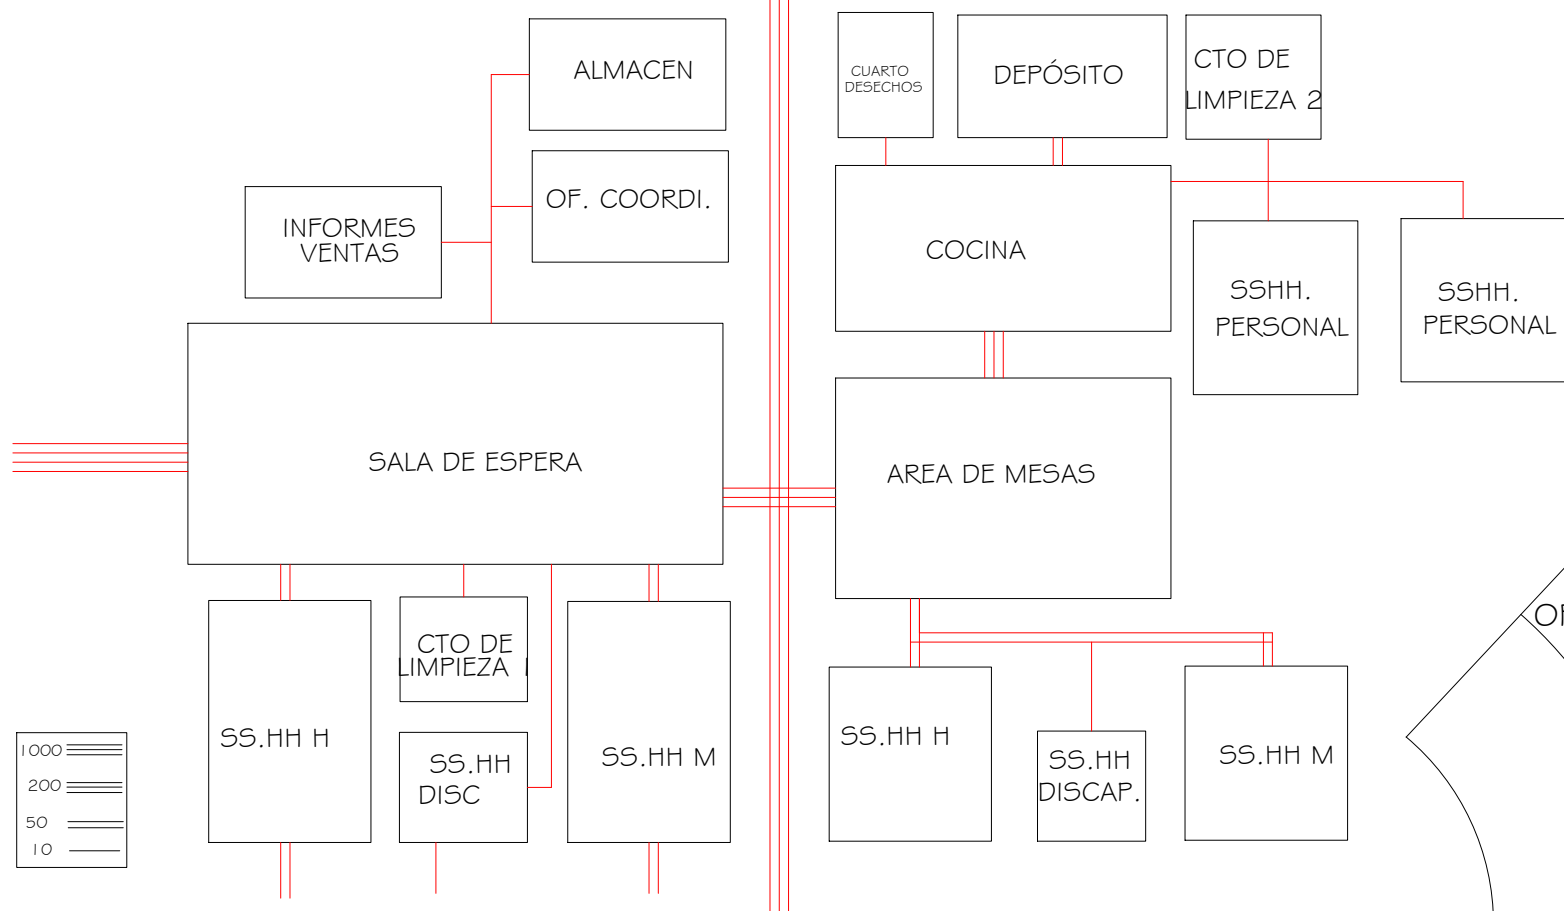 ALMACEN
OF. COORDI.
INFORMES
VENTAS
SALA DE ESPERA
SS.HH H
CTO DE
LIMPIEZA 1
SS.HH
DISC
SS.HH M
1000
200
50
10
CUARTO
DESECHOS
DEPÓSITO
CTO DE
LIMPIEZA 2
COCINA
SSHH.
PERSONAL
SSHH.
PERSONAL
AREA DE MESAS
SS.HH H
SS.HH
DISCAP.
SS.HH M